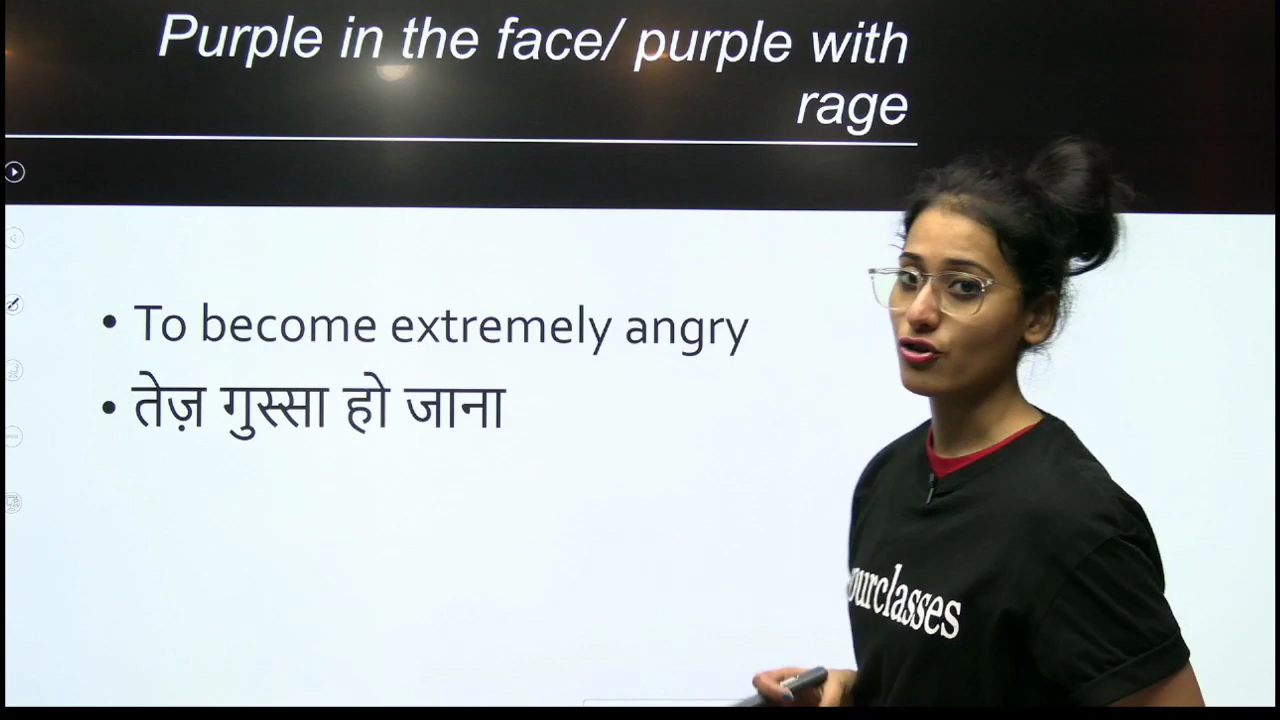 Purple in the face/ purple with
rage
• To become extremely angry
• तेज़ गुस्सा हो जाना
ourclasses